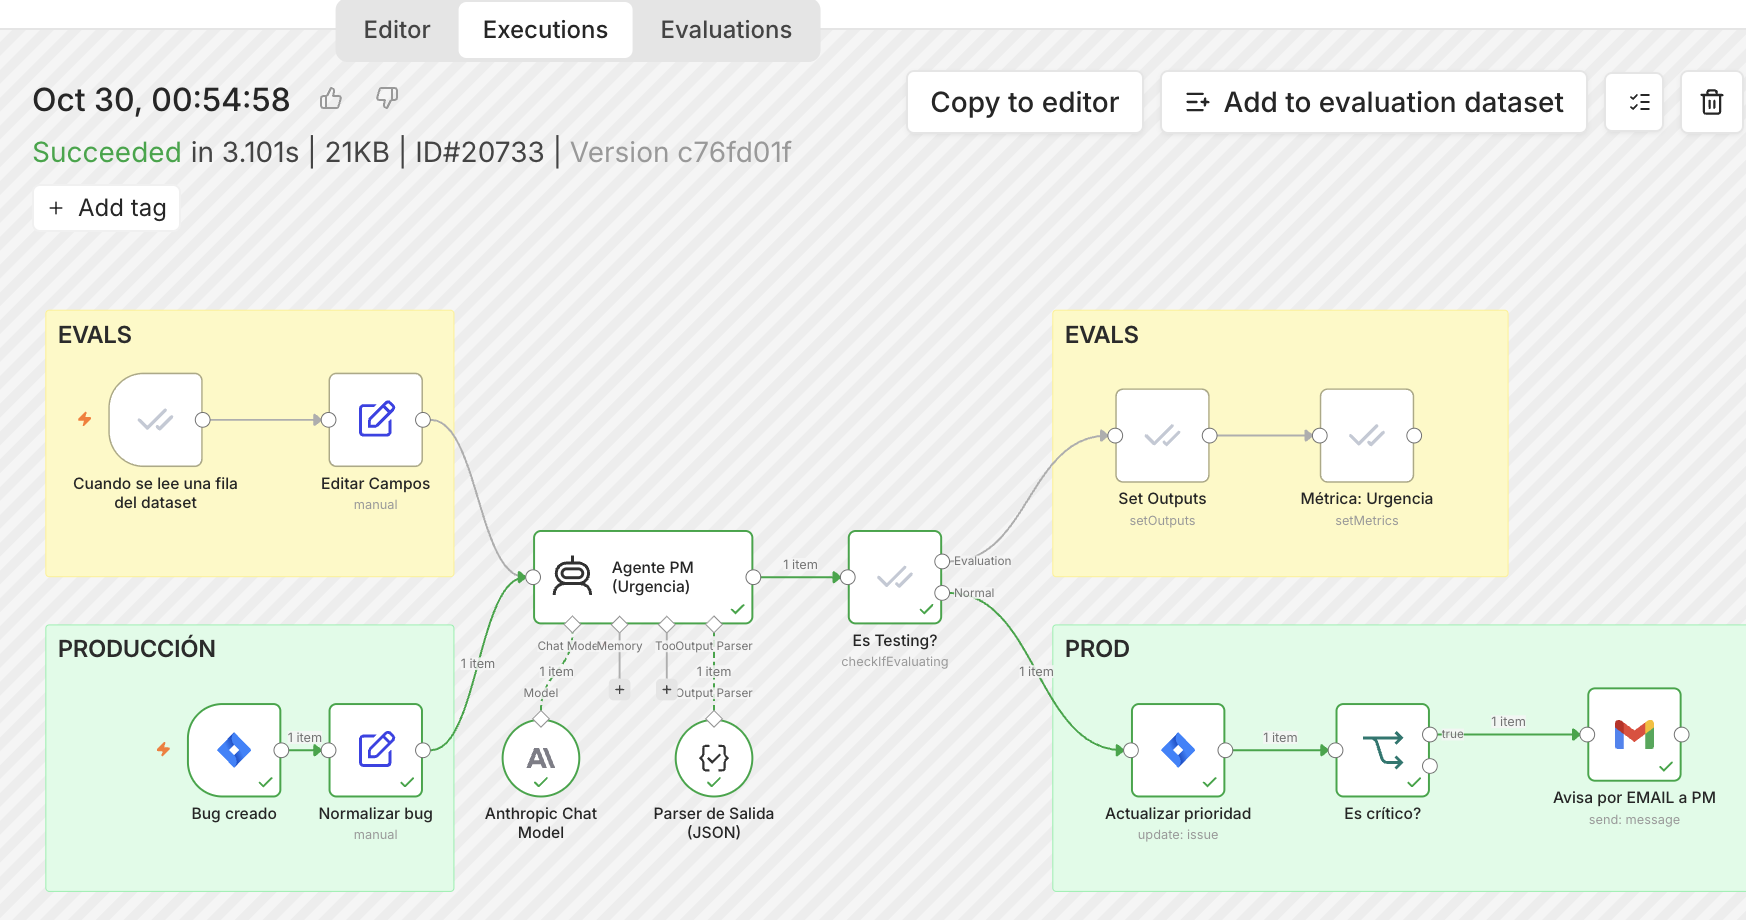 Editor
Executions
Evaluations
Oct 30, 00:54:58
Copy to editor
Add to evaluation dataset
Succeeded in 3.101s | 21KB | ID#20733 | Version c76fd01f
+ Add tag
EVALS
Cuando se lee una fila
del dataset
Editar Campos
manual
EVALS
Set Outputs
setOutputs
Métrica: Urgencia
setMetrics
Agente PM
(Urgencia)
1 item
Evaluation
Normal
Es Testing?
checkIfEvaluating
Chat Mode
Memory
Too
Output Parser
1 item
1 item
Model
+
+
Output Parser
Anthropic Chat
Model
Parser de Salida
(JSON)
PRODUCCIÓN
1 item
1 item
Bug creado
Normalizar bug
manual
PROD
1 item
1 item
true
1 item
Actualizar prioridad
update: issue
Es crítico?
Avisa por EMAIL a PM
send: message